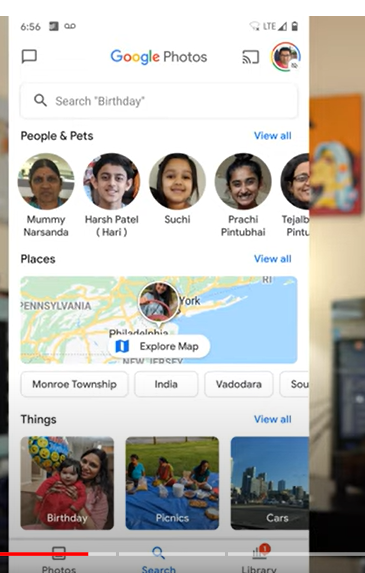 6:56 LTE
Google Photos
Search "Birthday"
People & Pets View all
Mummy Narsanda
Harsh Patel ( Hari )
Suchi
Prachi Pintubhai
Tejalb Pintu
Places View all
PENNSYLVANIA
York
RI
Philadelphia
NEW JERSEY
Explore Map
Monroe Township India Vadodara Sou
Things View all
Birthday Picnics Cars
1
Photos Search Library